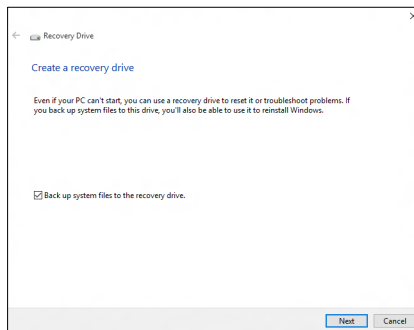 Recovery Drive
Create a recovery drive
Even if your PC can't start, you can use a recovery drive to reset it or troubleshoot problems. If
you back up system files to this drive, you'll also be able to use it to reinstall Windows.
Back up system files to the recovery drive.
Next Cancel